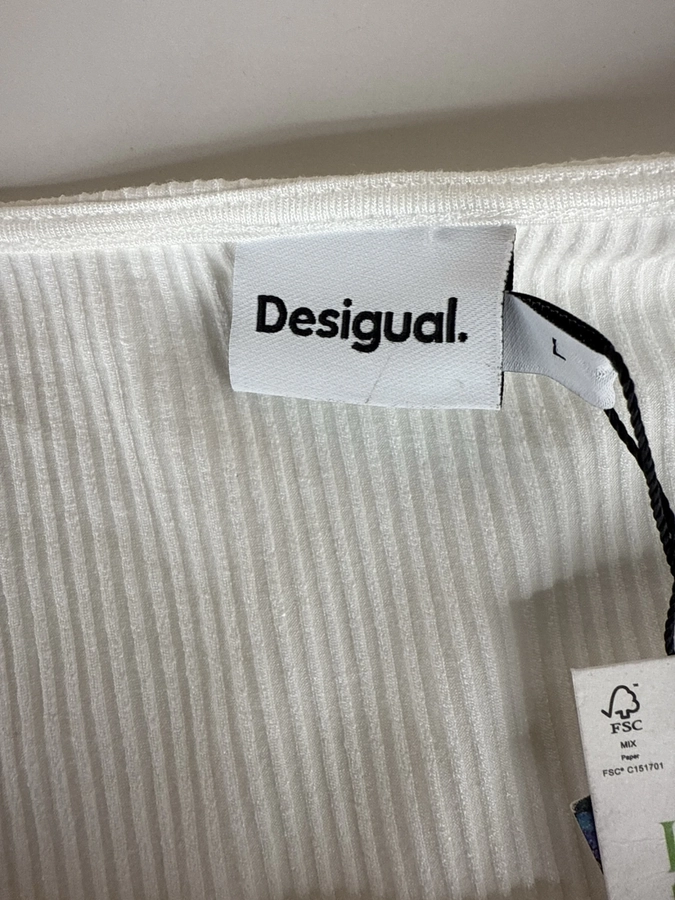 Desigual.
L
FSC
MIX
Paper
FSC® C151701